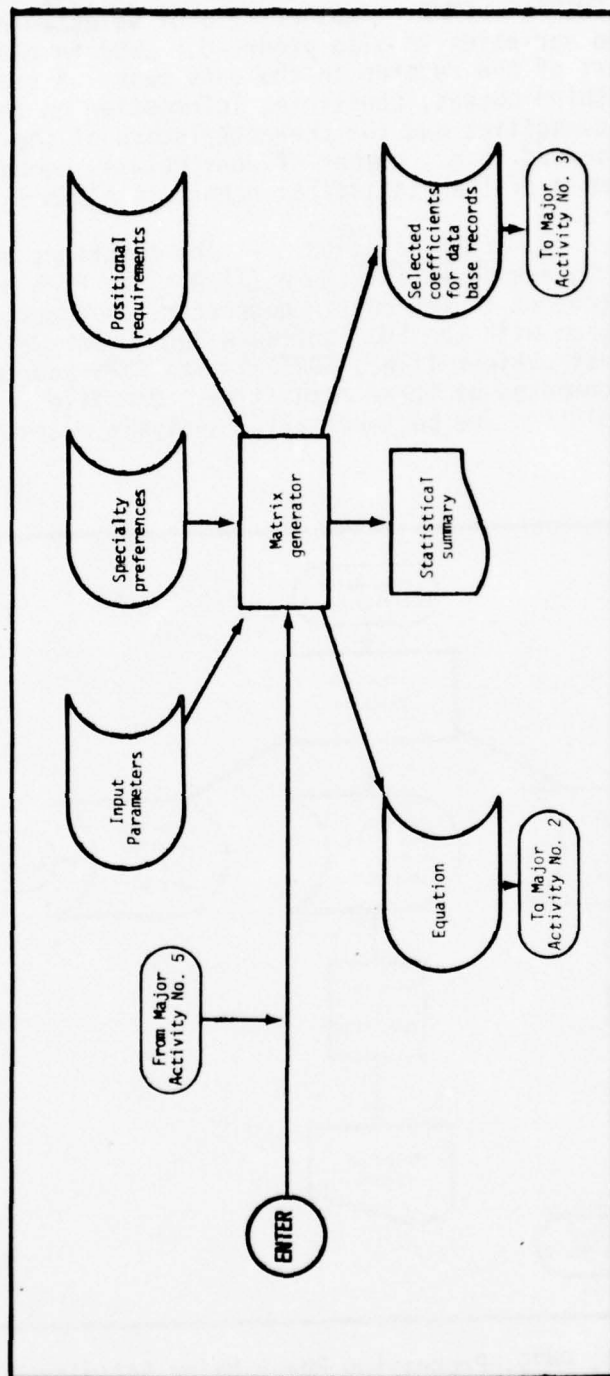 ENTER
From Major
Activity No. 5
Input
Parameters
Specialty
preferences
Positional
requirements
Matrix
generator
Equation
To Major
Activity No. 2
Statistical
summary
Selected
coefficients
for data
base records
To Major
Activity No. 3